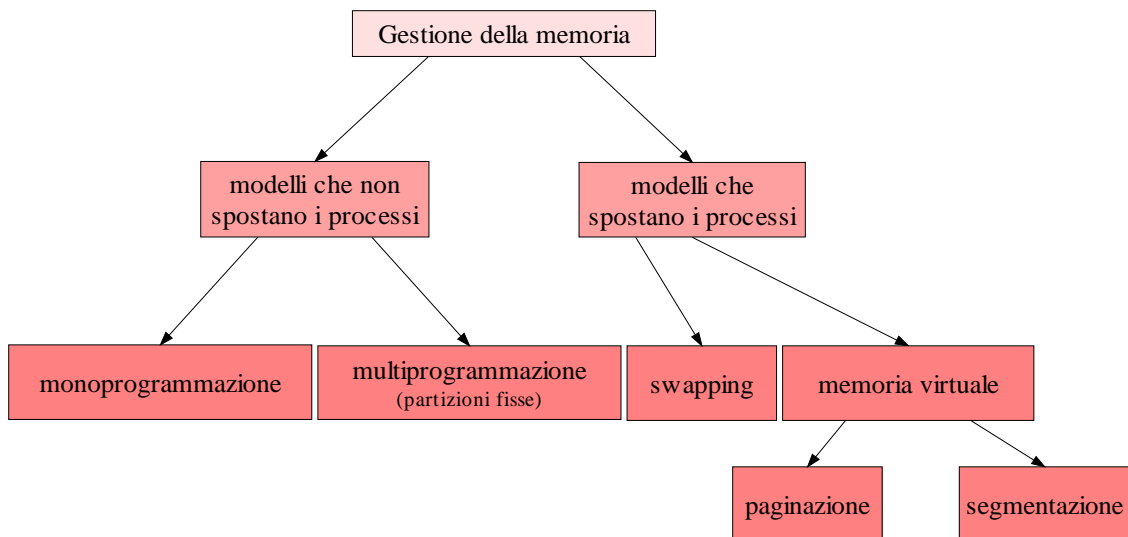 Gestione della memoria
modelli che non
spostano i processi
modelli che
spostano i processi
monoprogrammazione
multiprogrammazione
(partizioni fisse)
swapping
memoria virtuale
paginazione
segmentazione